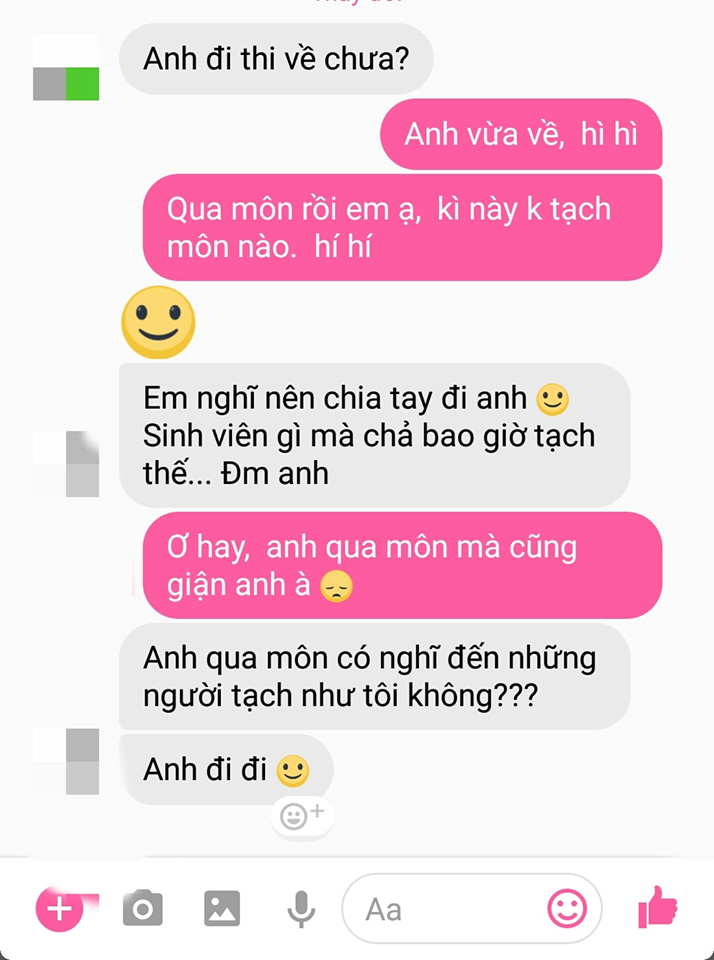 Anh đi thi về chưa?
Anh vừa về, hì hì
Qua môn rồi em ạ, kì này k tạch
môn nào. hí hí
Em nghĩ nên chia tay đi anh 🙂
Sinh viên gì mà chả bao giờ tạch
thế... Đm anh
Ơ hay, anh qua môn mà cũng
giận anh à 😞
Anh qua môn có nghĩ đến những
người tạch như tôi không???
Anh đi đi 🙂
Aa